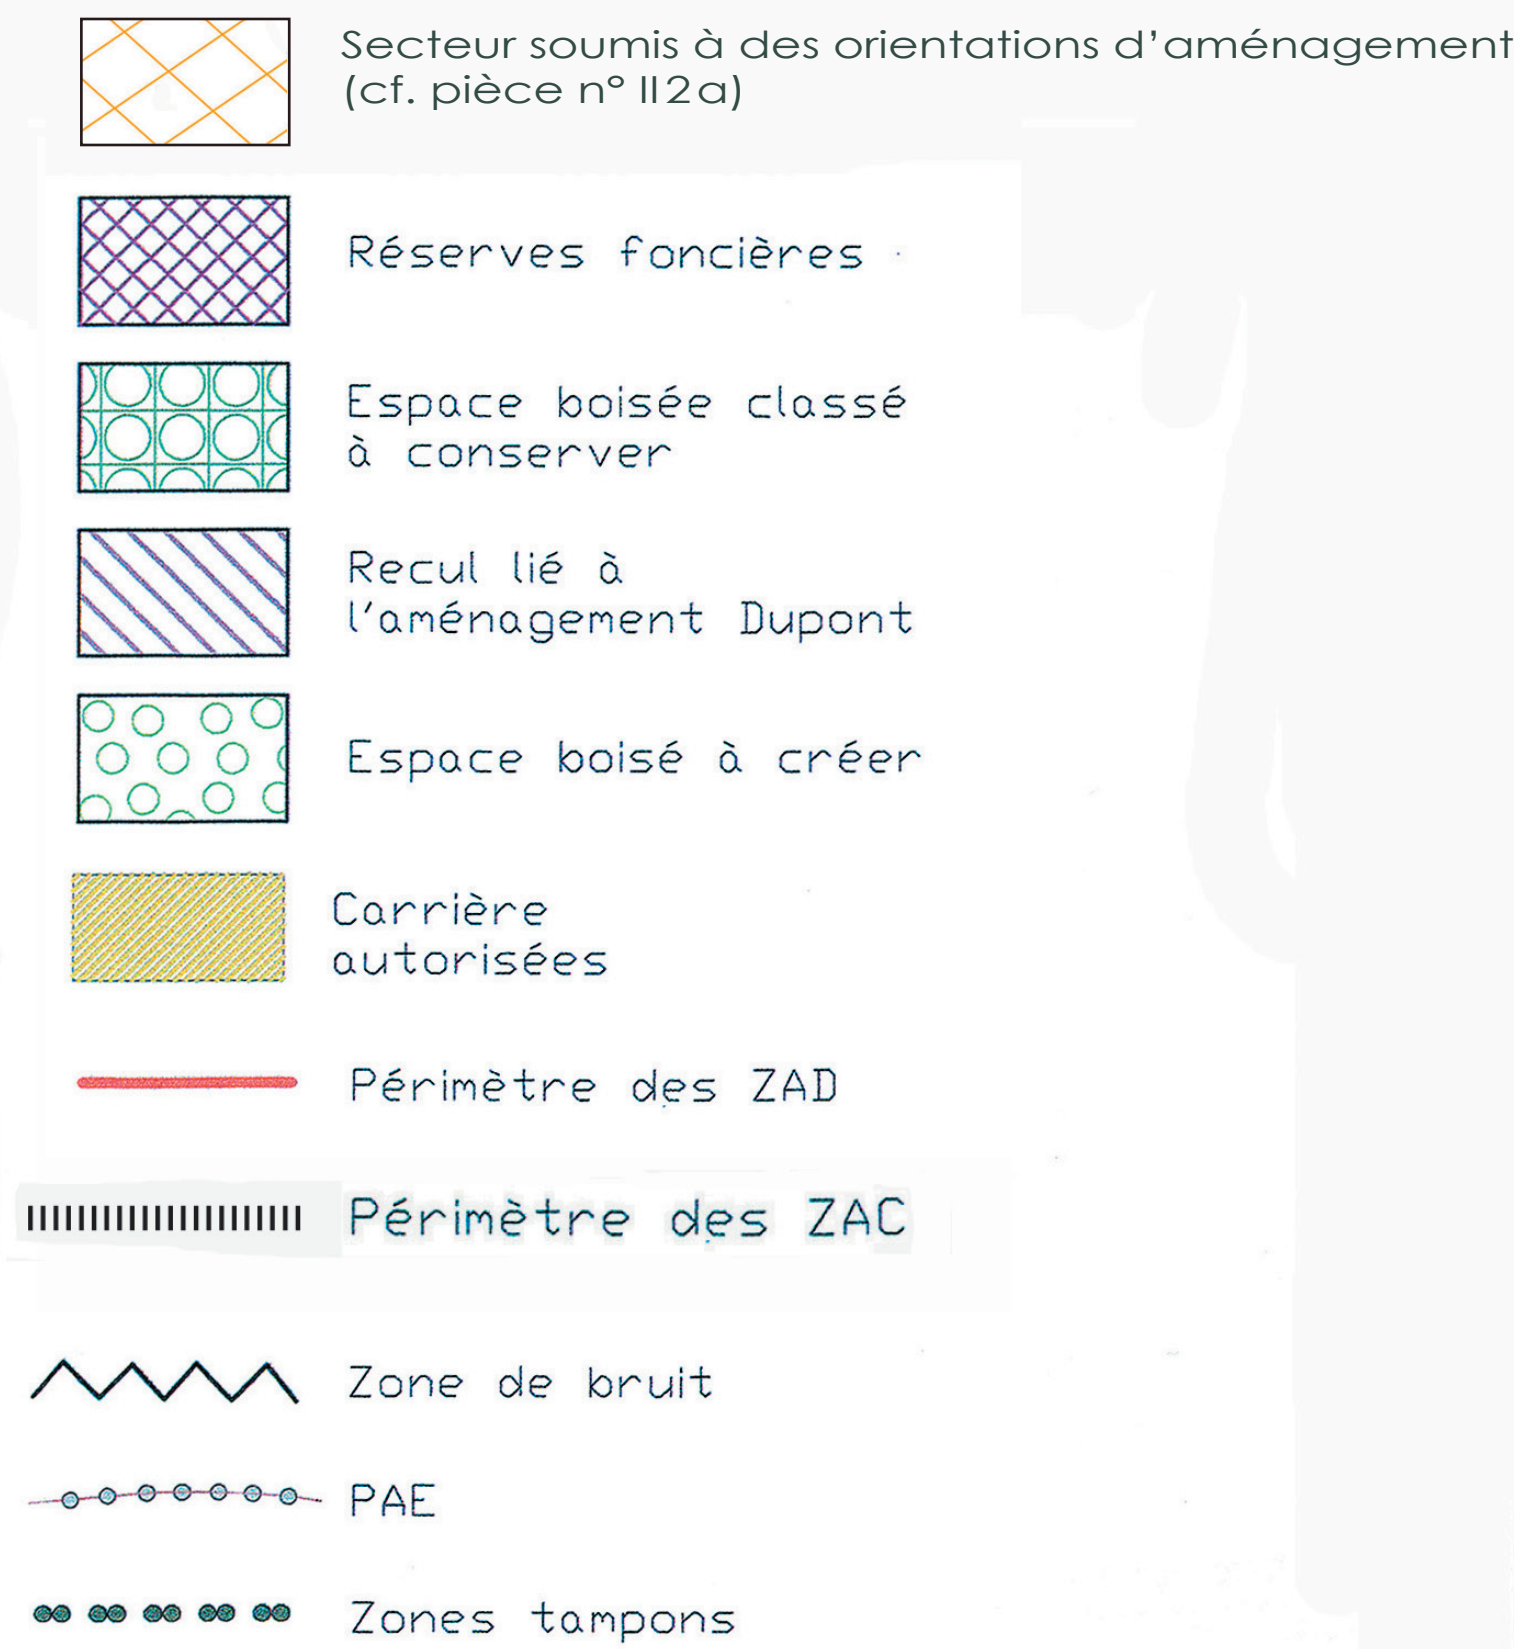 Secteur soumis à des orientations d'aménagement
(cf. pièce n° II2a)
Réserves foncières
Espace boisée classé
à conserver
Recul lié à
l'aménagement Dupont
Espace boisé à créer
Carrière
autorisées
Périmètre des ZAD
Périmètre des ZAC
Zone de bruit
PAE
Zones tampons